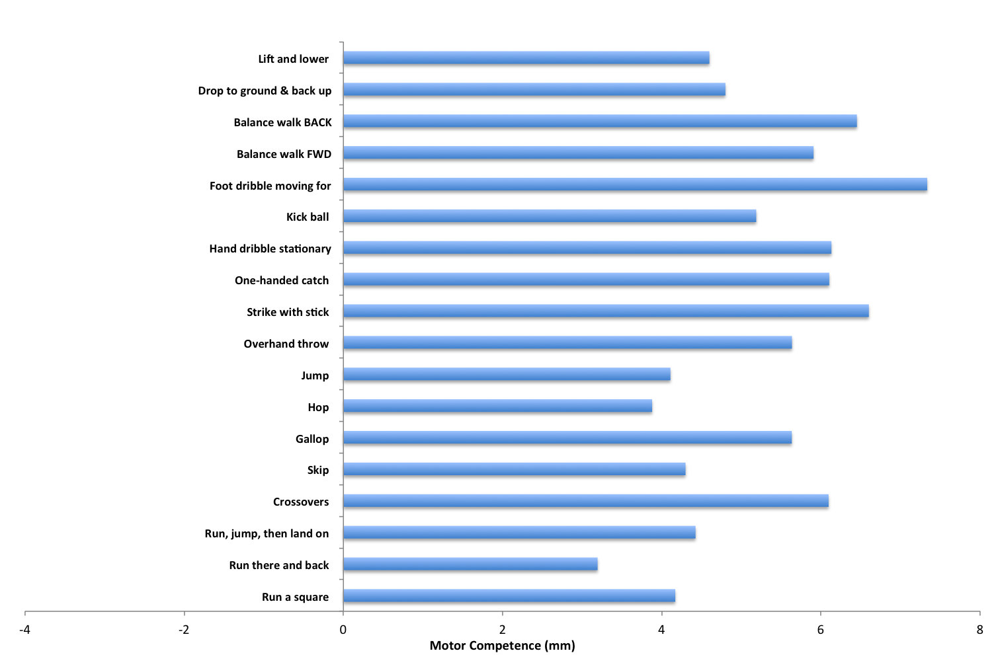 Lift and lower
Drop to ground & back up
Balance walk BACK
Balance walk FWD
Foot dribble moving for
Kick ball
Hand dribble stationary
One-handed catch
Strike with stick
Overhand throw
Jump
Hop
Gallop
Skip
Crossovers
Run, jump, then land on
Run there and back
Run a square
-4 -2 0 2 4 6 8
Motor Competence (mm)